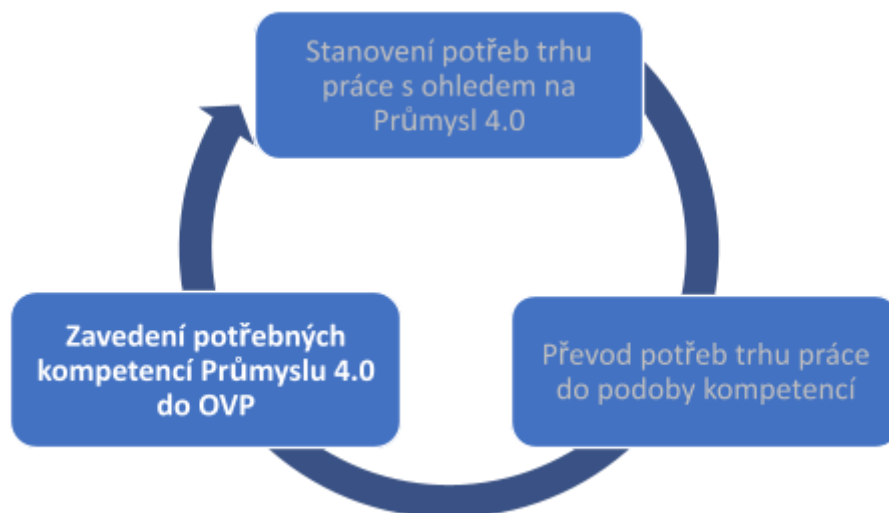 Stanovení potřeb trhu
práce s ohledem na
Průmysl 4.0
Zavedení potřebných
kompetencí Průmyslu 4.0
do OVP
Převod potřeb trhu práce
do podoby kompetencí